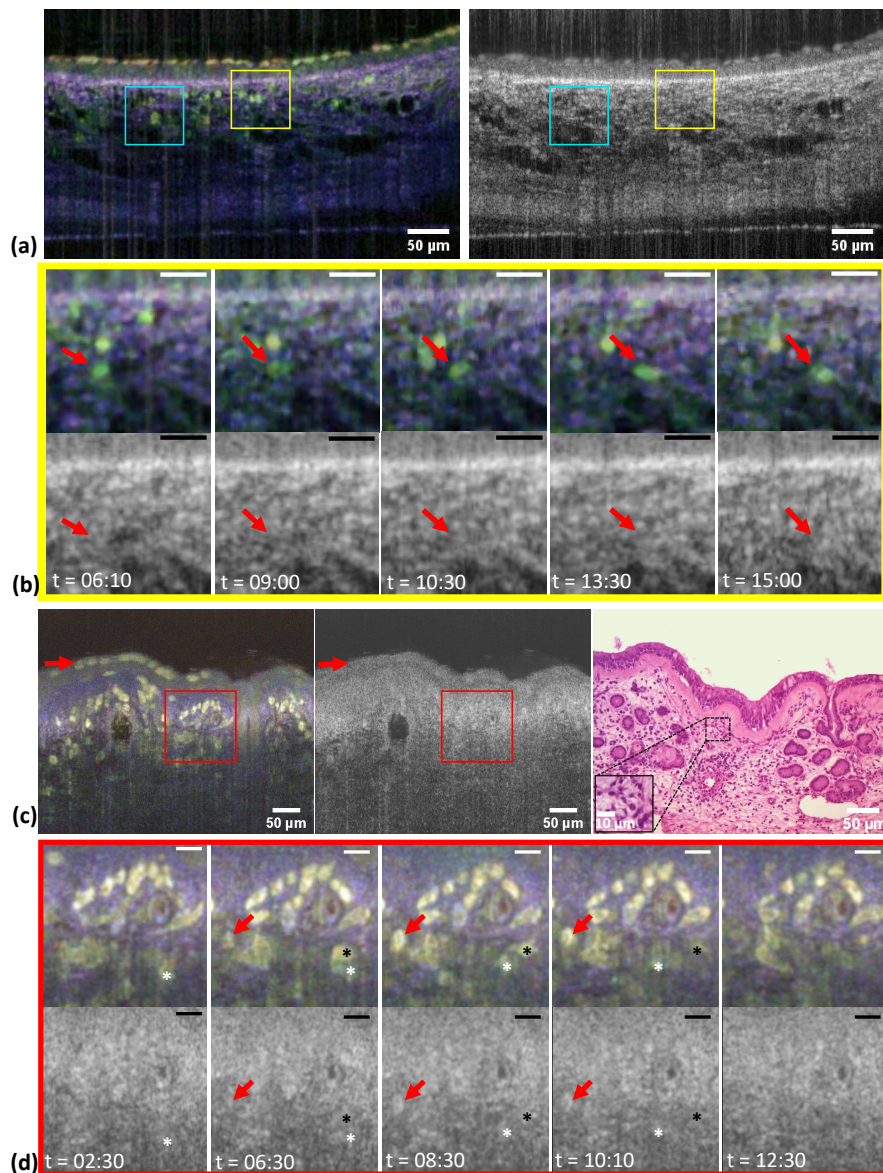 50 µm
50 µm
(a)
t = 06:10
t = 09:00
t = 10:30
t = 13:30
t = 15:00
(b)
10 µm
50 µm
50 µm
50 µm
(c)
*
*
*
*
*
*
*
*
*
*
*
*
*
*
t = 02:30
t = 06:30
t = 08:30
t = 10:10
t = 12:30
(d)